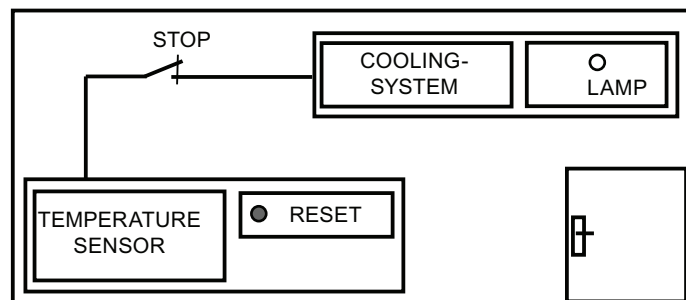 STOP
COOLING-
SYSTEM
LAMP
TEMPERATURE
SENSOR
RESET